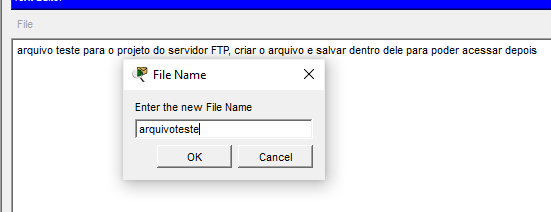 File
arquivo teste para o projeto do servidor FTP, criar o arquivo e salvar dentro dele para poder acessar depois
File Name
Enter the new File Name
arquivoteste
OK
Cancel